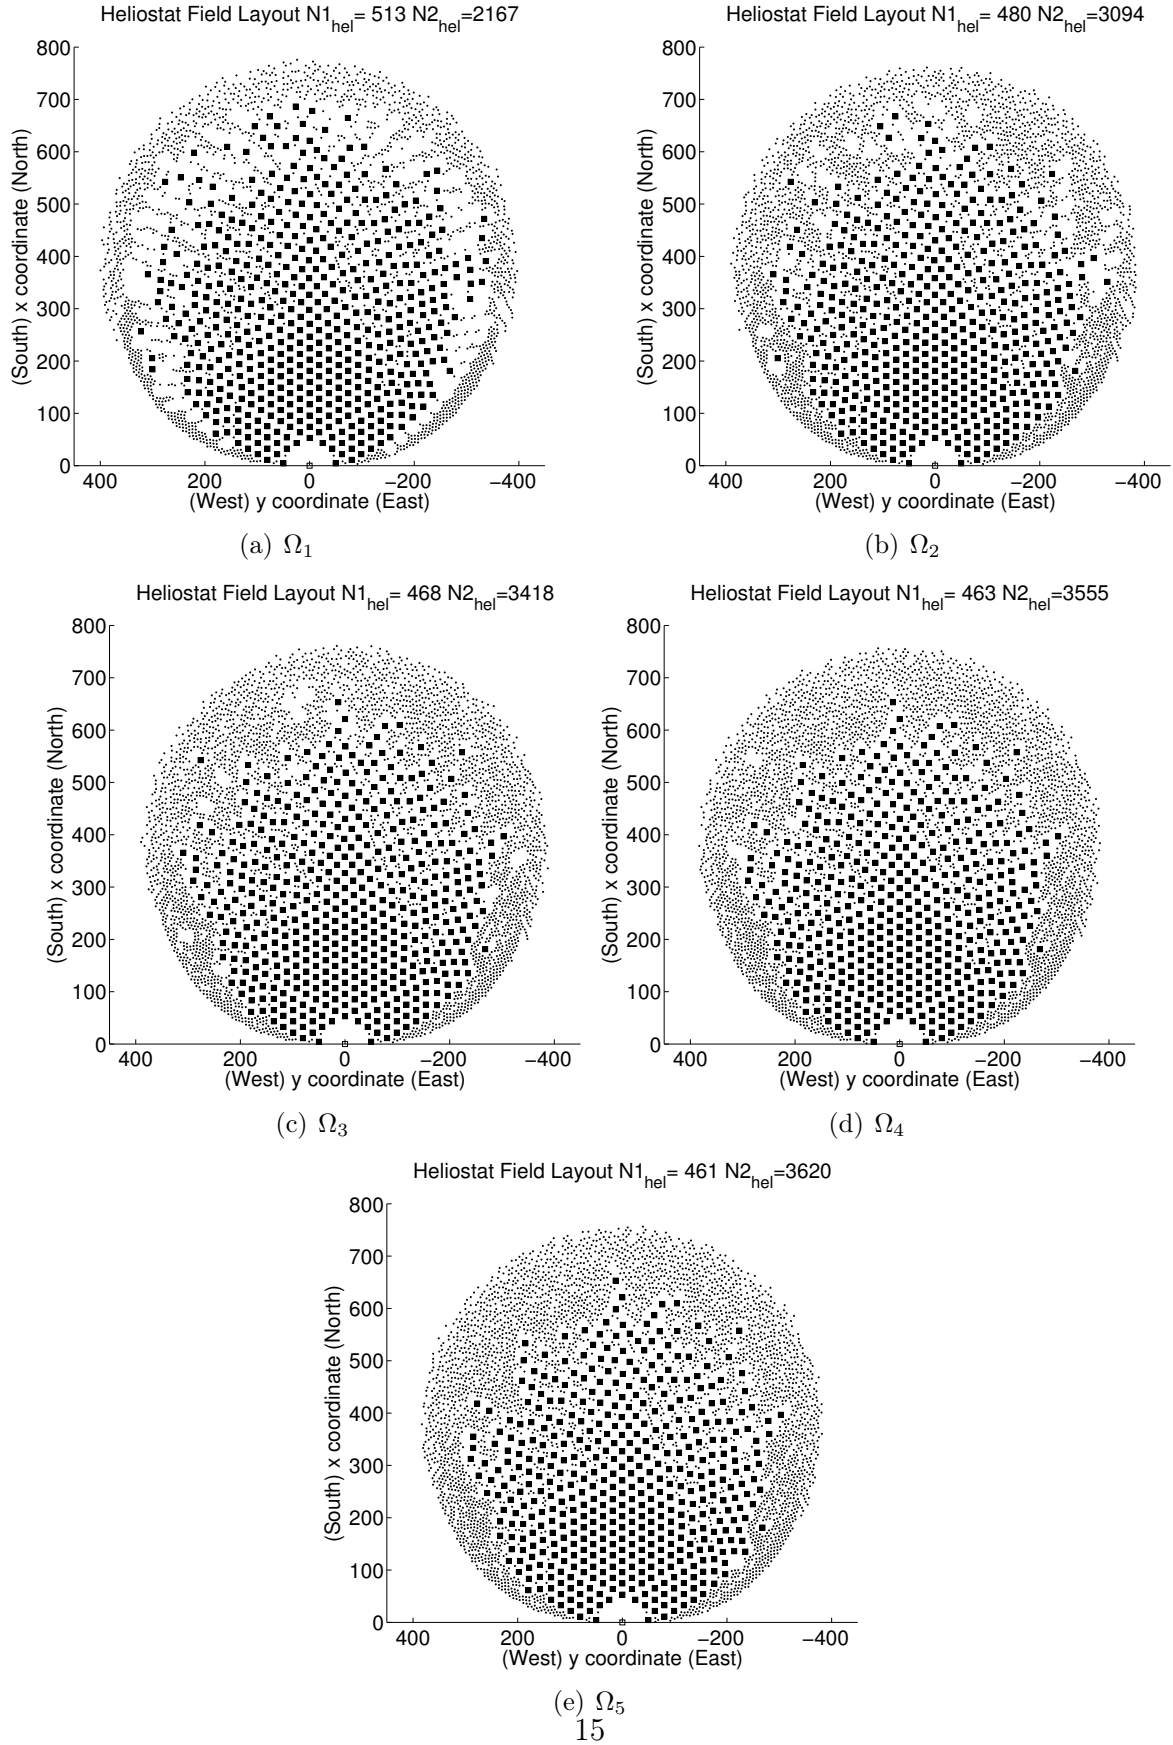 Heliostat Field Layout N1hel= 513 N2hel=2167
800
700
600
500
400
300
200
100
0
(South) x coordinate (North)
400 200 0 −200 −400
(West) y coordinate (East)
(a) Ω1
Heliostat Field Layout N1hel= 480 N2hel=3094
800
700
600
500
400
300
200
100
0
(South) x coordinate (North)
400 200 0 −200 −400
(West) y coordinate (East)
(b) Ω2
Heliostat Field Layout N1hel= 468 N2hel=3418
800
700
600
500
400
300
200
100
0
(South) x coordinate (North)
400 200 0 −200 −400
(West) y coordinate (East)
(c) Ω3
Heliostat Field Layout N1hel= 463 N2hel=3555
800
700
600
500
400
300
200
100
0
(South) x coordinate (North)
400 200 0 −200 −400
(West) y coordinate (East)
(d) Ω4
Heliostat Field Layout N1hel= 461 N2hel=3620
800
700
600
500
400
300
200
100
0
(South) x coordinate (North)
400 200 0 −200 −400
(West) y coordinate (East)
(e) Ω5
15